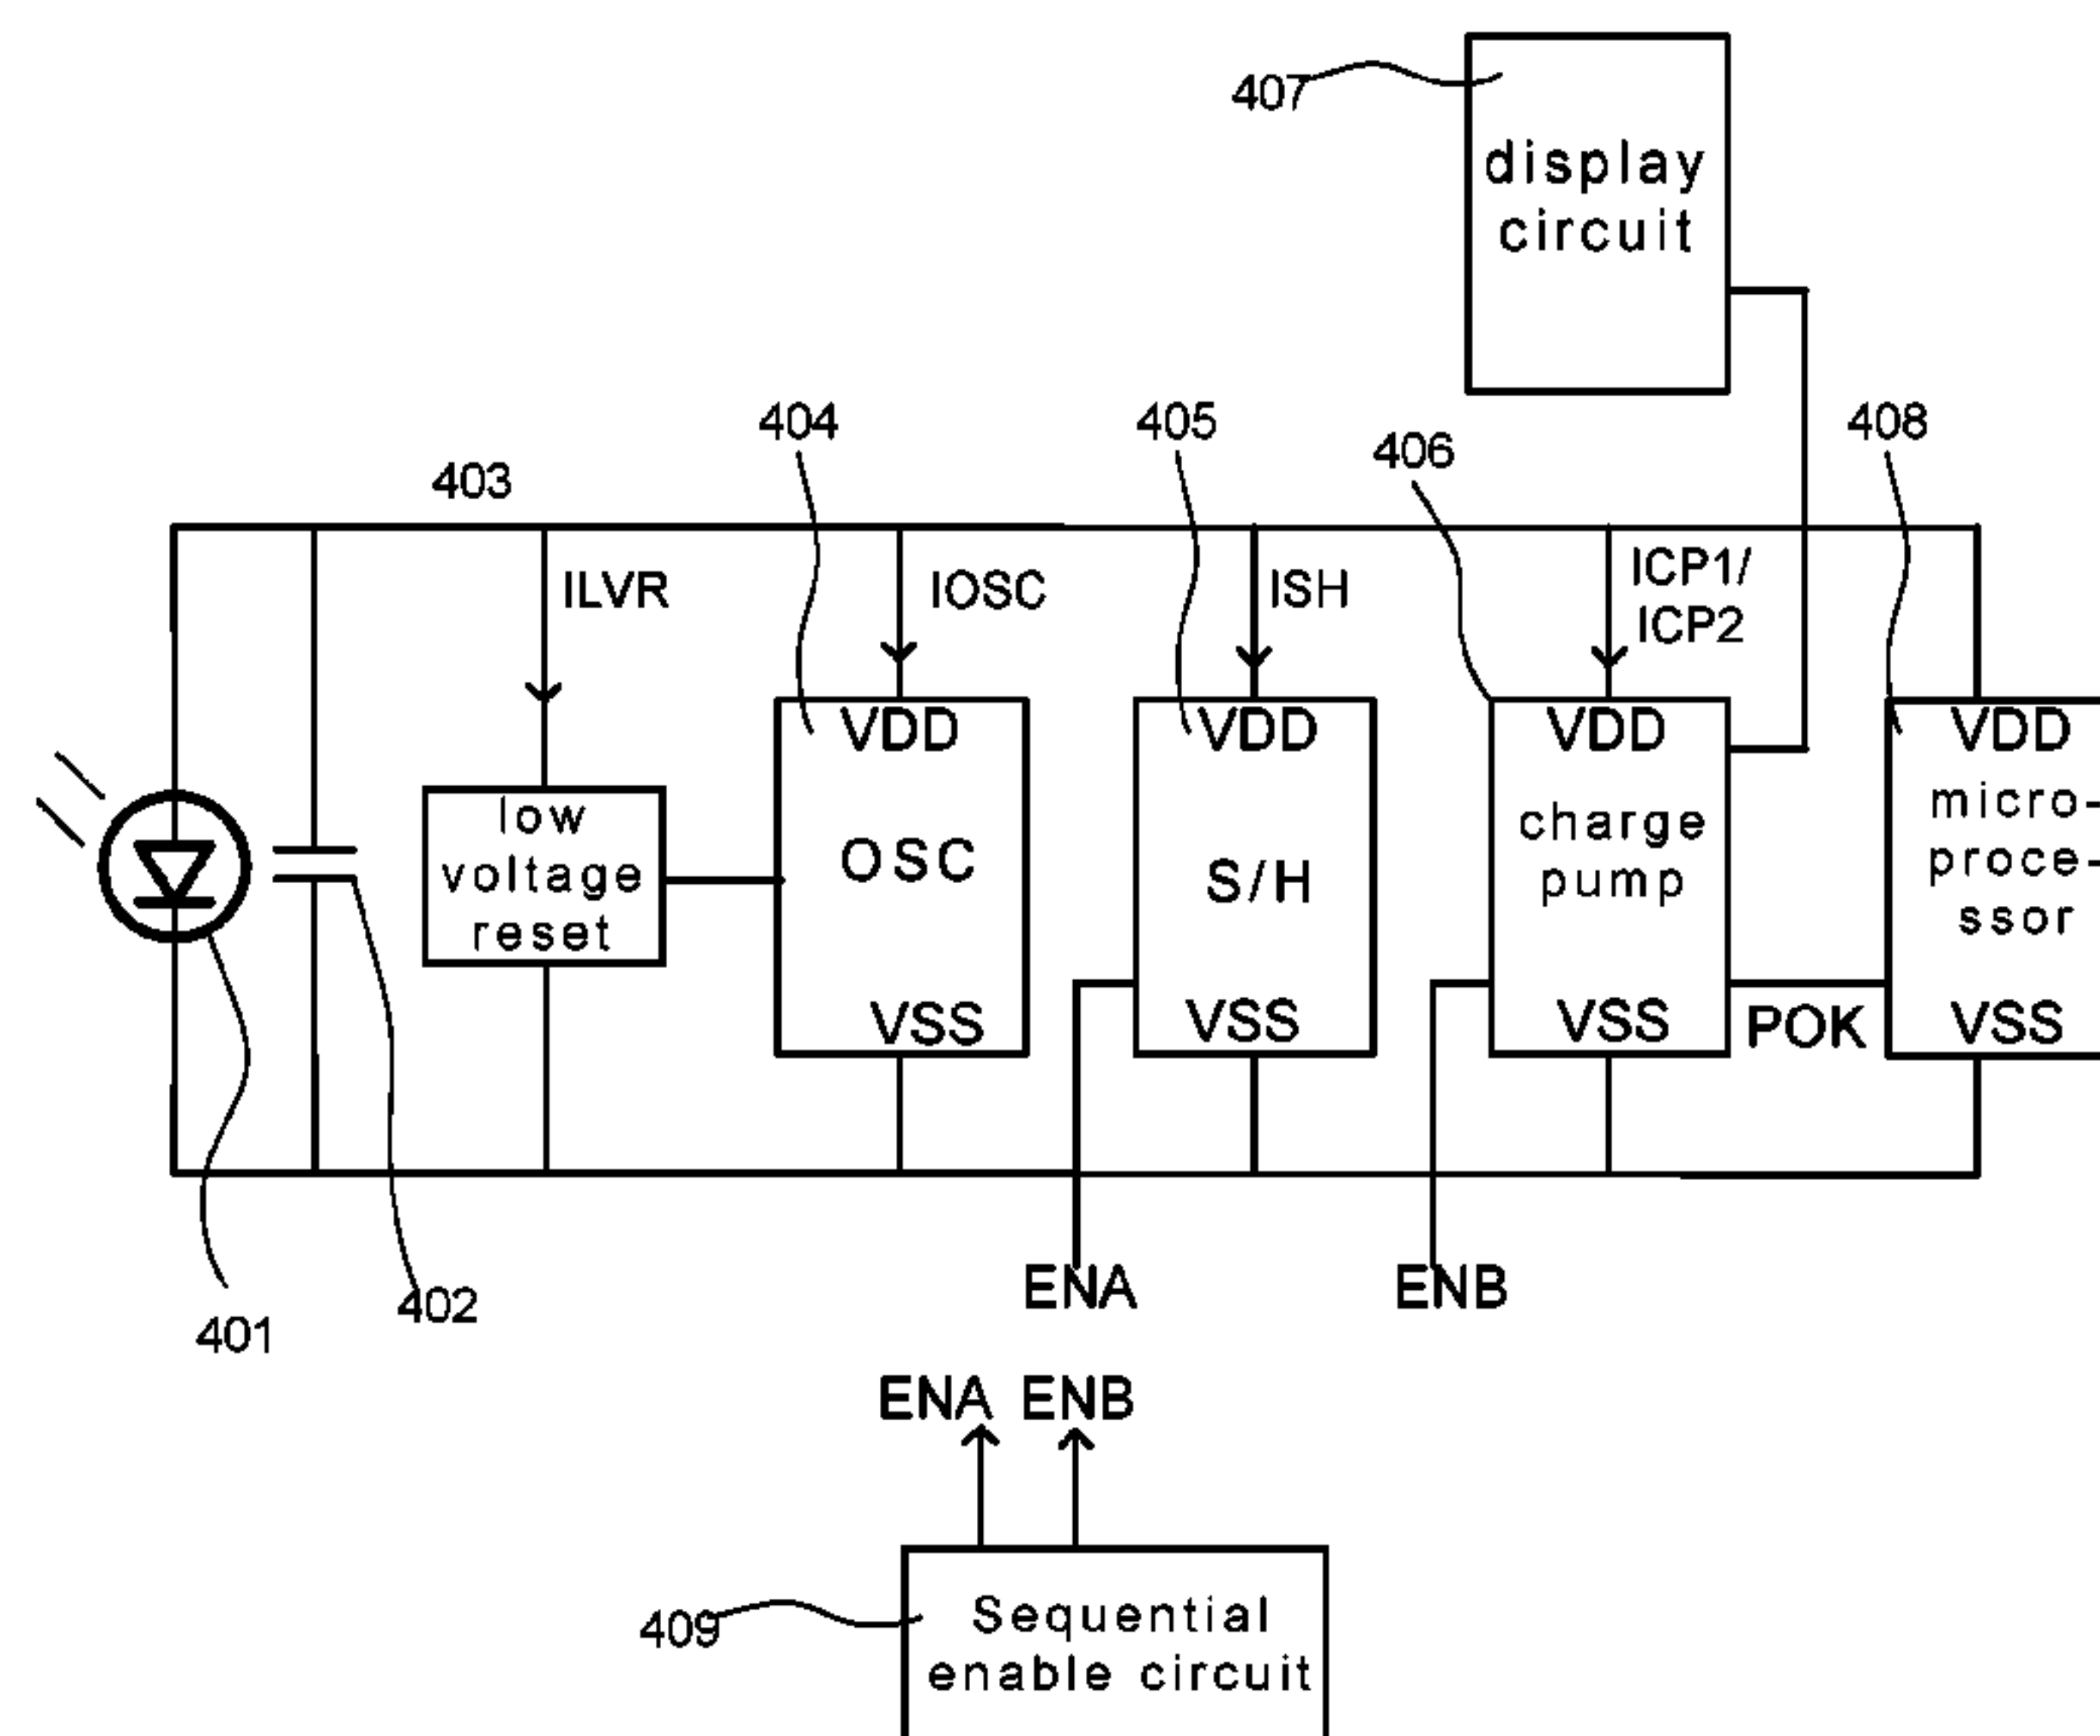 407
display
circuit
404
405
406
408
403
ILVR
IOSC
ISH
ICP1/
ICP2
low
voltage
reset
VDD
OSC
VSS
VDD
S/H
VSS
VDD
charge
pump
VSS
POK
VDD
micro-
proce-
ssor
VSS
ENA
ENB
401
402
ENA ENB
409
Sequential
enable circuit